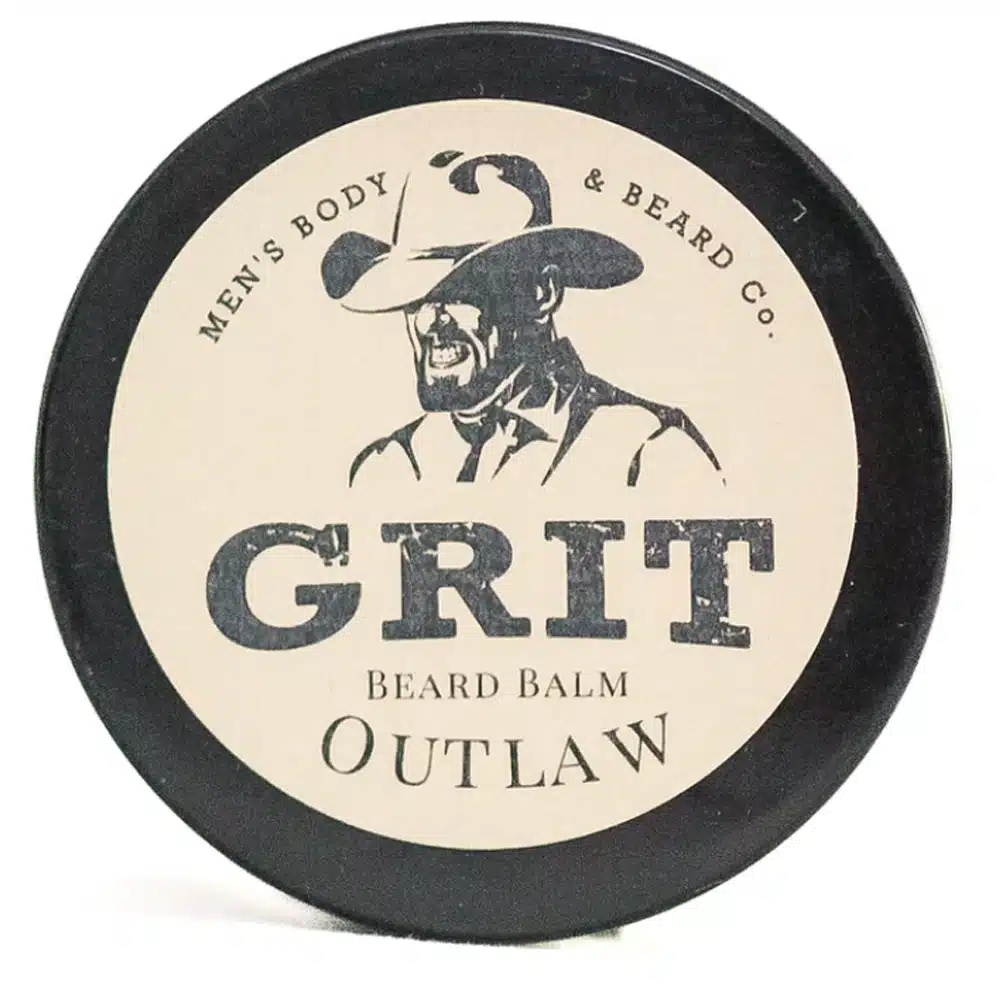 MEN'S BODY & BEARD CO.
GRIT
BEARD BALM
OUTLAW